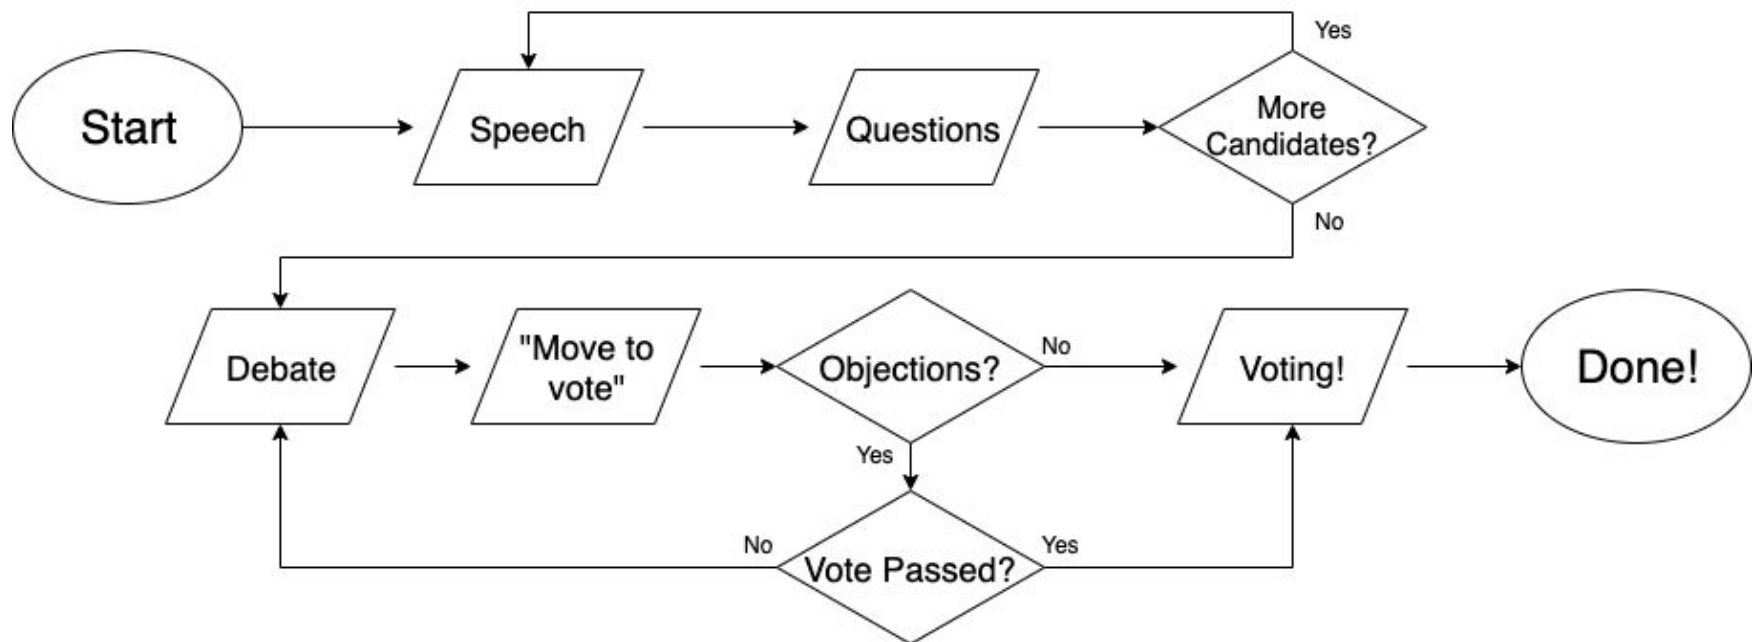 Start
Speech
Questions
More
Candidates?
Yes
No
Debate
"Move to
vote"
Objections?
No
Yes
Voting!
Done!
Vote Passed?
No
Yes